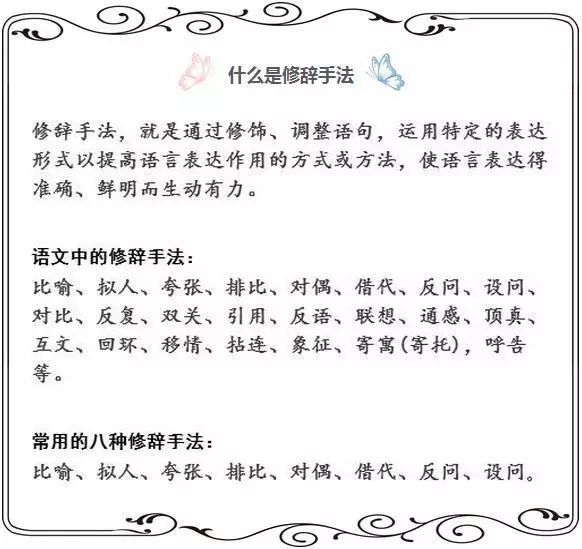 什么是修辞手法
修辞手法，就是通过修饰、调整语句，运用特定的表达
形式以提高语言表达作用的方式或方法，使语言表达得
准确、鲜明而生动有力。
语文中的修辞手法：
比喻、拟人、夸张、排比、对偶、借代、反问、设问、
对比、反复、双关、引用、反语、联想、通感、顶真、
互文、回环、移情、拈连、象征、寄寓(寄托)，呼告
等。
常用的八种修辞手法：
比喻、拟人、夸张、排比、对偶、借代、反问、设问。